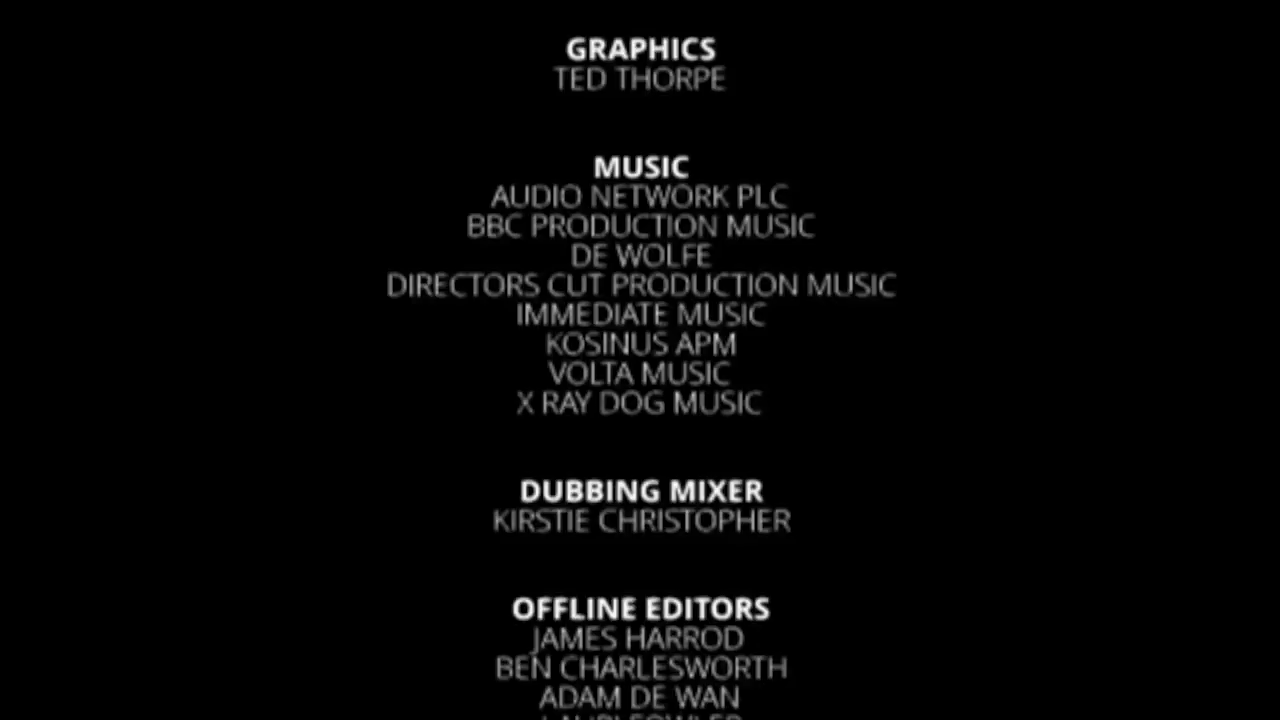 GRAPHICS
TED THORPE
MUSIC
AUDIO NETWORK PLC
BBC PRODUCTION MUSIC
DE WOLFE
DIRECTORS CUT PRODUCTION MUSIC
IMMEDIATE MUSIC
KOSINUS APM
VOLTA MUSIC
X RAY DOG MUSIC
DUBBING MIXER
KIRSTIE CHRISTOPHER
OFFLINE EDITORS
JAMES HARROD
BEN CHARLESWORTH
ADAM DE WAN